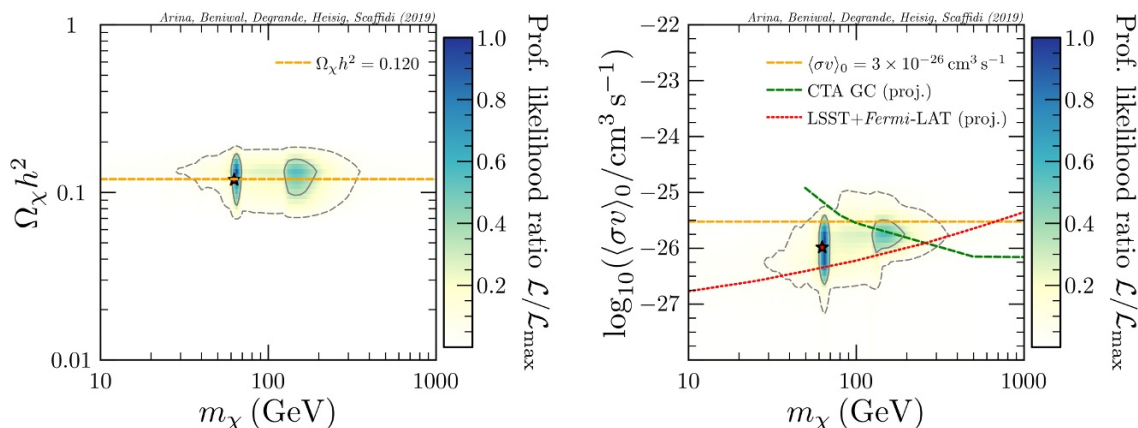 Arina, Beniwal, Degrande, Heisig, Scaffidi (2019)
1
0.1
0.01
Ωχh²
Ωχh² = 0.120
10
100
1000
mχ (GeV)
1.0
0.8
0.6
0.4
0.2
Prof. likelihood ratio ℒ/ℒmax
Arina, Beniwal, Degrande, Heisig, Scaffidi (2019)
−22
−23
−24
−25
−26
−27
log₁₀(⟨σv⟩₀/cm³ s⁻¹)
⟨σv⟩₀ = 3 × 10⁻²⁶ cm³ s⁻¹
CTA GC (proj.)
LSST+Fermi-LAT (proj.)
10
100
1000
mχ (GeV)
1.0
0.8
0.6
0.4
0.2
Prof. likelihood ratio ℒ/ℒmax